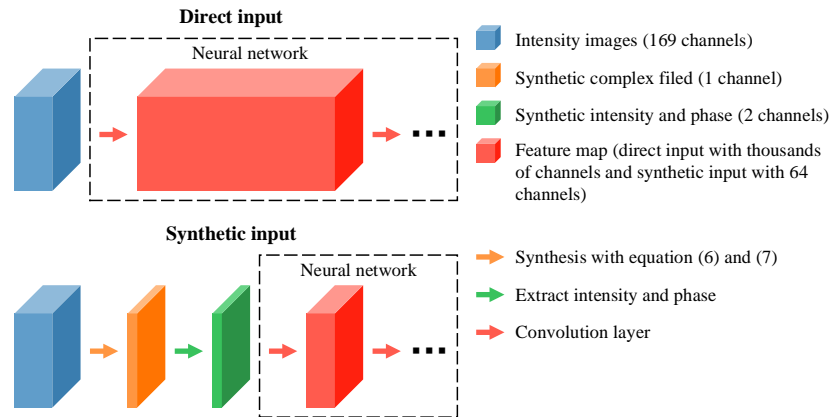 Direct input
Neural network
Intensity images (169 channels)
Synthetic complex filed (1 channel)
Synthetic intensity and phase (2 channels)
Feature map (direct input with thousands
of channels and synthetic input with 64
channels)
Synthetic input
Neural network
Synthesis with equation (6) and (7)
Extract intensity and phase
Convolution layer